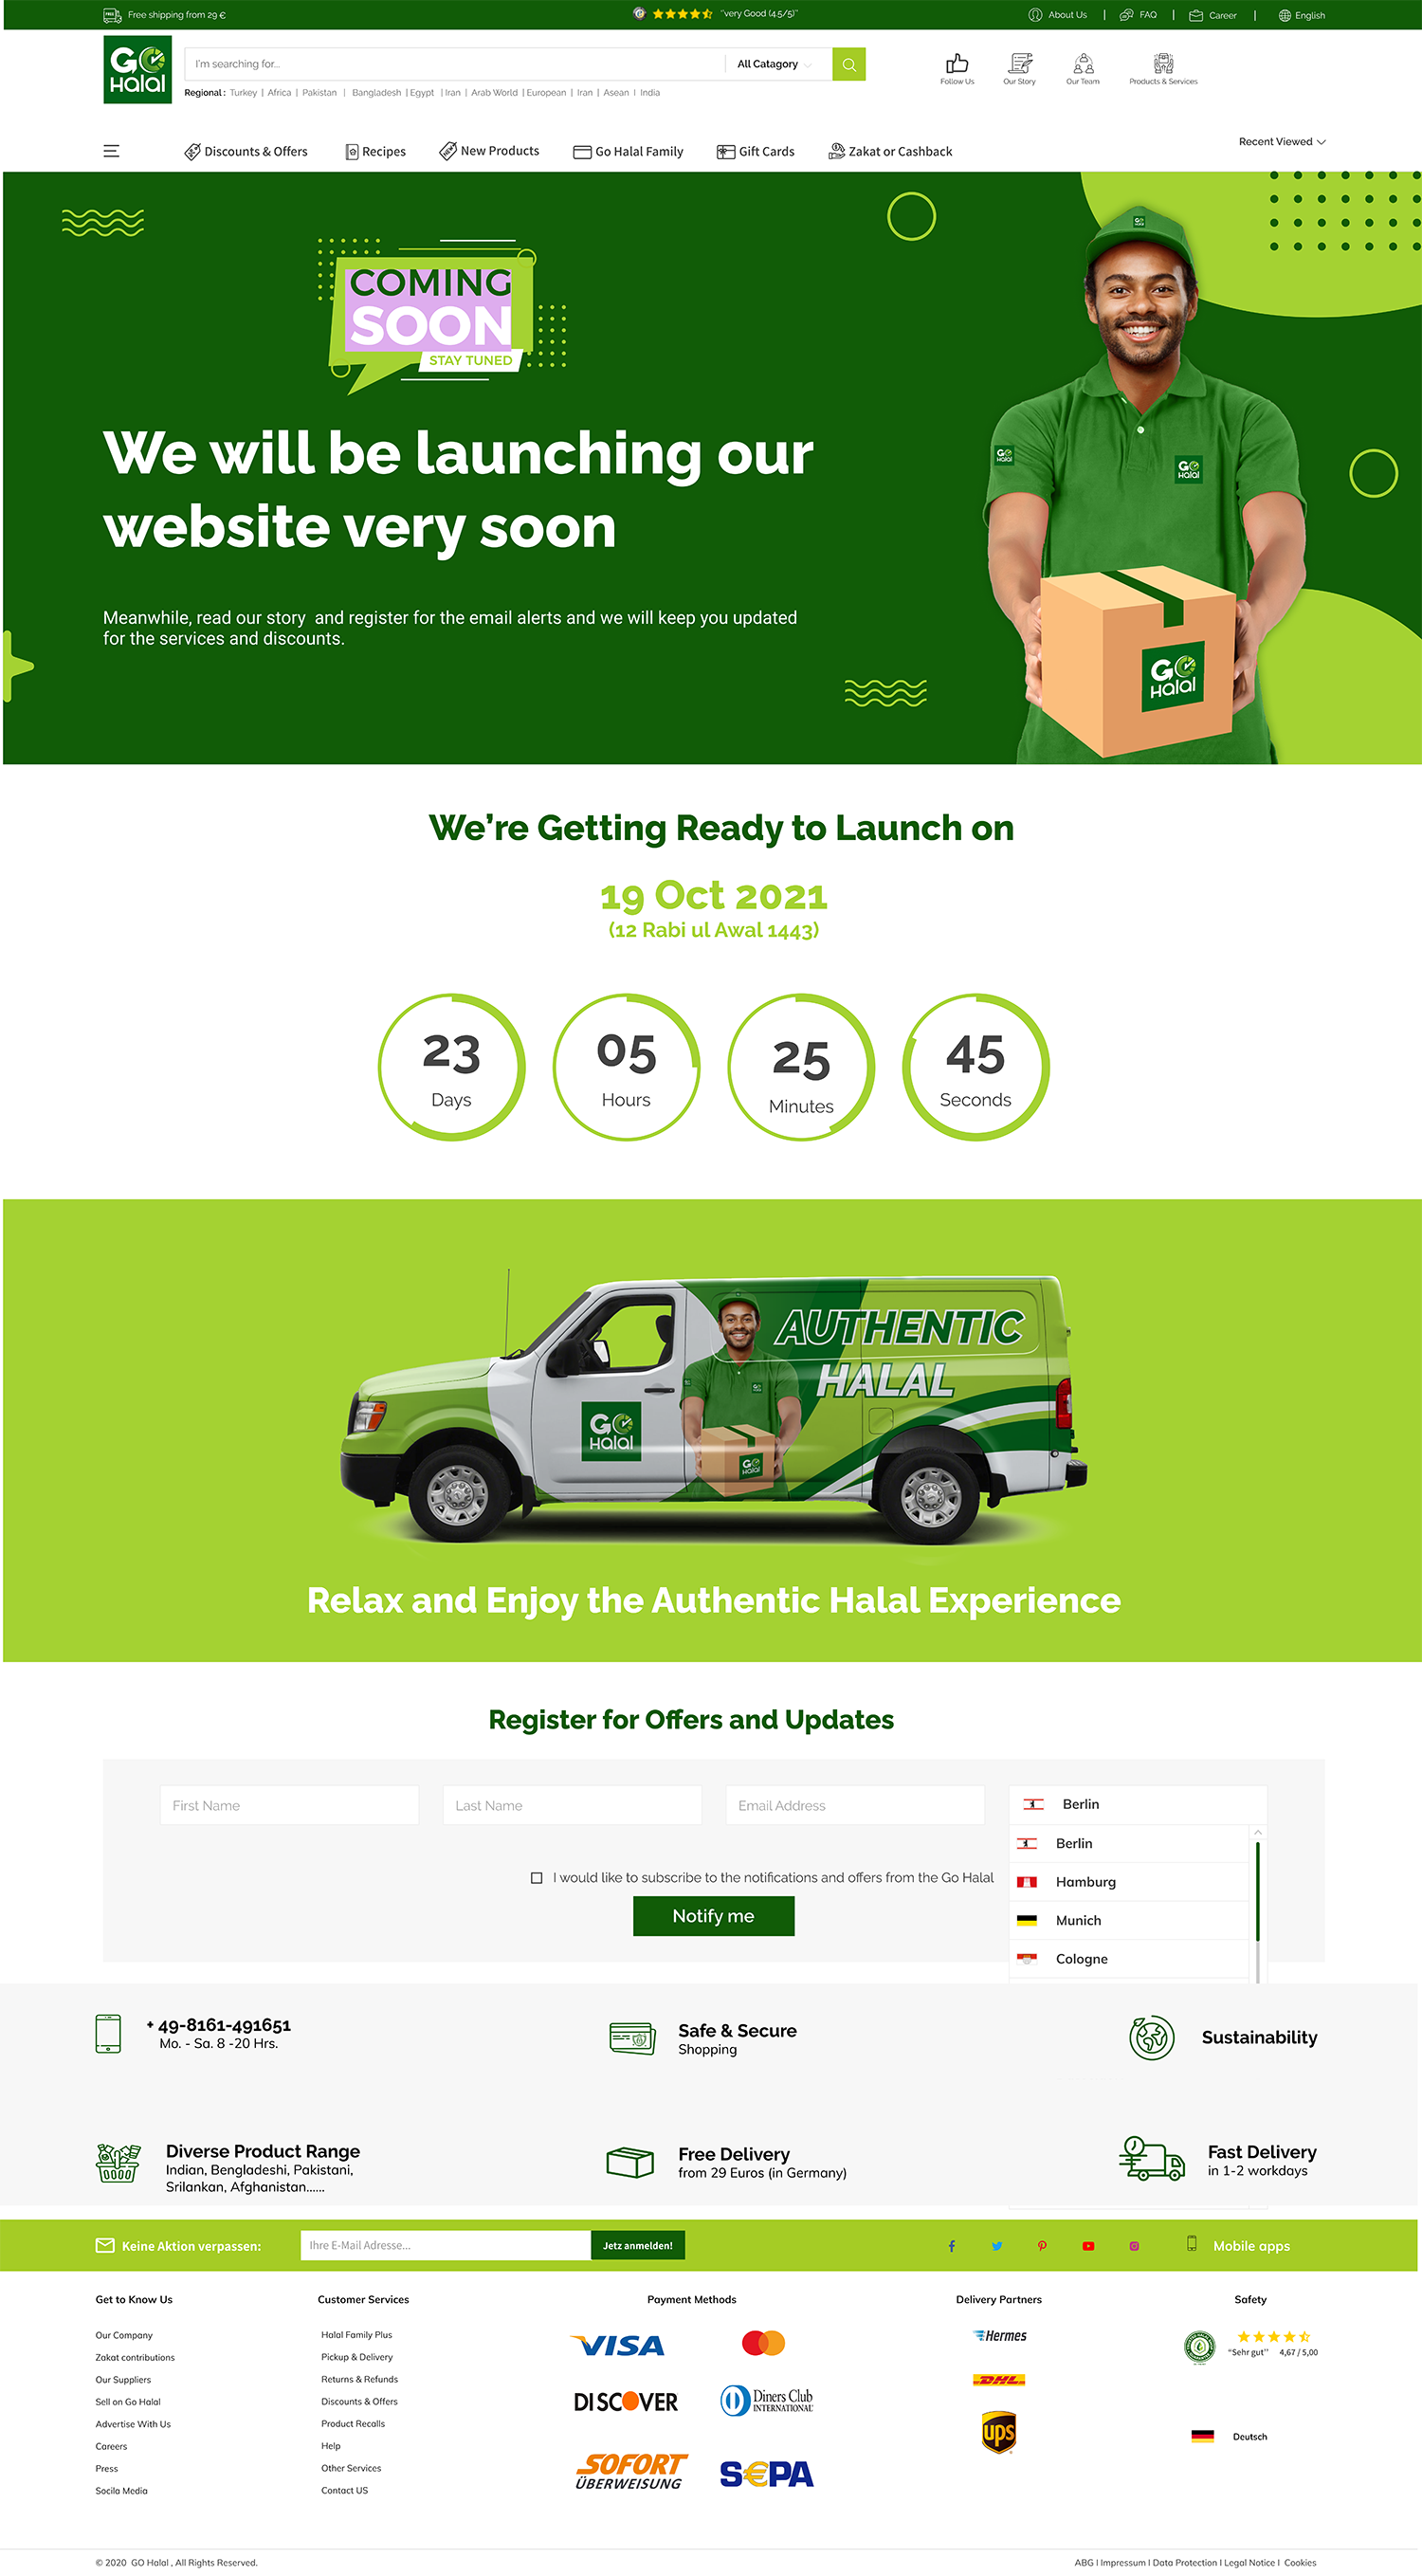 FREE
Free shipping from 29 €
"very Good (4.5/5)"
About Us | FAQ | Career | English
GO
Halal
I'm searching for...
All Catagory
Follow Us
Our Story
Our Team
Products & Services
Regional : Turkey | Africa | Pakistan | Bangladesh | Egypt | Iran | Arab World | European | Iran | Asean | India
Discounts & Offers
Recipes
New Products
Go Halal Family
Gift Cards
Zakat or Cashback
Recent Viewed
COMING
SOON
STAY TUNED
We will be launching our
website very soon
Meanwhile, read our story and register for the email alerts and we will keep you updated
for the services and discounts.
GO
Halal
GO
Halal
GO
Halal
GO
Halal
We're Getting Ready to Launch on
19 Oct 2021
(12 Rabi ul Awal 1443)
23
Days
05
Hours
25
Minutes
45
Seconds
AUTHENTIC
HALAL
GO
Halal
GO
Halal
Relax and Enjoy the Authentic Halal Experience
Register for Offers and Updates
First Name
Last Name
Email Address
Berlin
Berlin
Hamburg
Munich
Cologne
I would like to subscribe to the notifications and offers from the Go Halal
Notify me
+ 49-8161-491651
Mo. - Sa. 8 -20 Hrs.
Safe & Secure
Shopping
Sustainability
Diverse Product Range
Indian, Bengladeshi, Pakistani,
Srilankan, Afghanistan......
Free Delivery
from 29 Euros (in Germany)
Fast Delivery
in 1-2 workdays
Keine Aktion verpassen:
Ihre E-Mail Adresse...
Jetz anmelden!
Mobile apps
Get to Know Us
Our Company
Zakat contributions
Our Suppliers
Sell on Go Halal
Advertise With Us
Careers
Press
Socila Media
Customer Services
Halal Family Plus
Pickup & Delivery
Returns & Refunds
Discounts & Offers
Product Recalls
Help
Other Services
Contact US
Payment Methods
VISA
DISCOVER
Diners Club
INTERNATIONAL
SOFORT
ÜBERWEISUNG
S€PA
Delivery Partners
Hermes
DHL
ups
Safety
"Sehr gut" 4,67 / 5,00
Deutsch
© 2020 GO Halal , All Rights Reserved.
ABG I Impressum I Data Protection I Legal Notice I Cookies